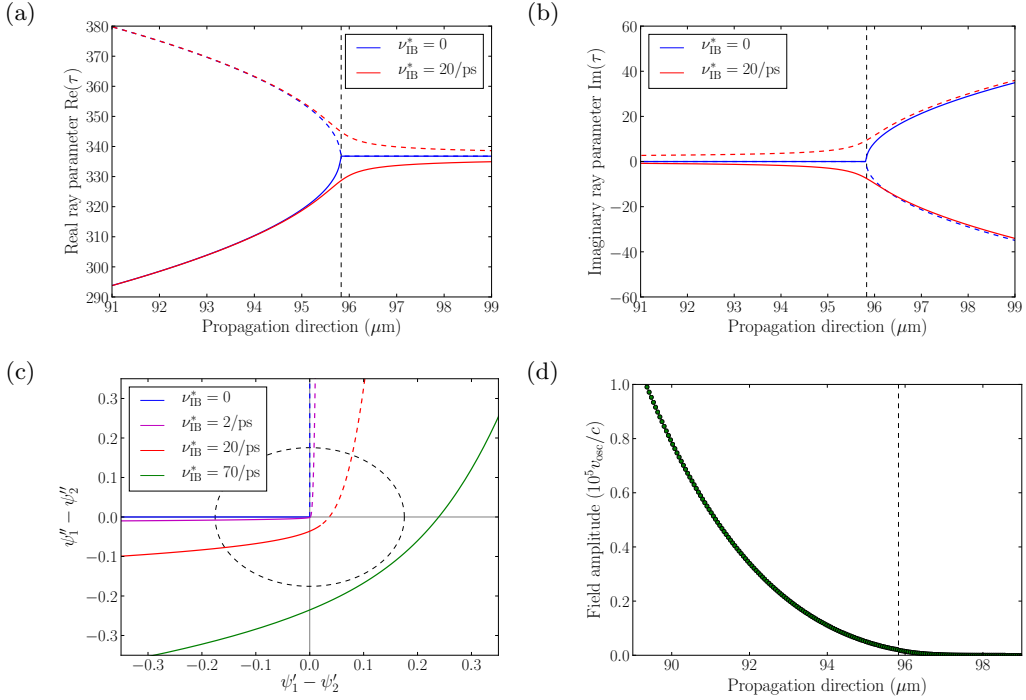 (a)
Real ray parameter Re(τ)
380
370
360
350
340
330
320
310
300
290
91 92 93 94 95 96 97 98 99
Propagation direction (μm)
ν*IB = 0
ν*IB = 20/ps
(b)
Imaginary ray parameter Im(τ)
60
40
20
0
−20
−40
−60
91 92 93 94 95 96 97 98 99
Propagation direction (μm)
ν*IB = 0
ν*IB = 20/ps
(c)
ψ″1 − ψ″2
0.3
0.2
0.1
0.0
−0.1
−0.2
−0.3
−0.3 −0.2 −0.1 0.0 0.1 0.2 0.3
ψ′1 − ψ′2
ν*IB = 0
ν*IB = 2/ps
ν*IB = 20/ps
ν*IB = 70/ps
(d)
Field amplitude (10⁵vosc/c)
1.0
0.8
0.6
0.4
0.2
0.0
90 92 94 96 98
Propagation direction (μm)